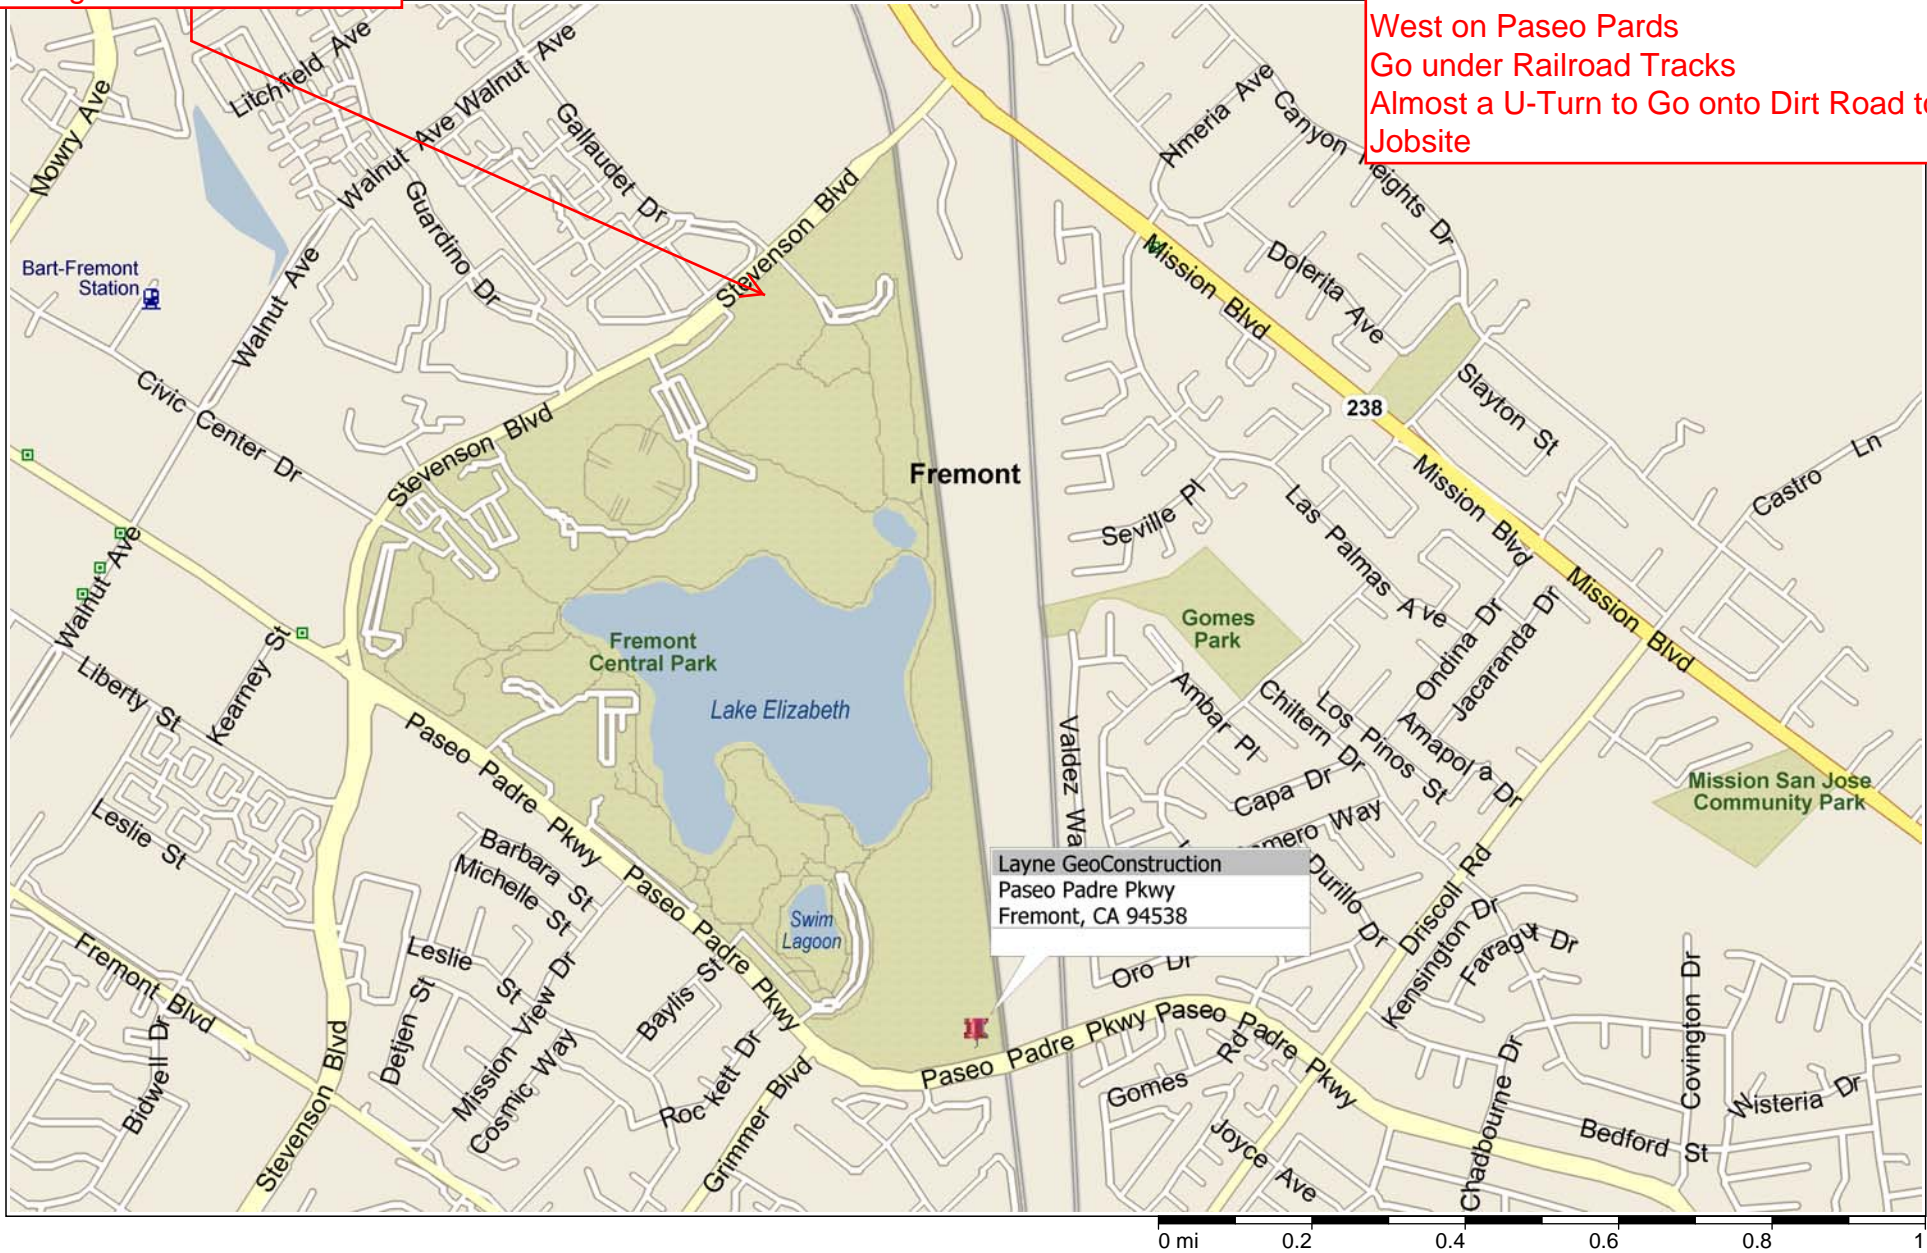 West on Paseo Pards
Go under Railroad Tracks
Almost a U-Turn to Go onto Dirt Road to
Jobsite
Litchfield Ave
Walnut Ave
Walnut Ave
Mowry Ave
Gallaudet Dr
Guardino Dr
Stevenson Blvd
Almeria Ave
Canyon Heights Dr
Bart-Fremont
Station
Walnut Ave
Stevenson Blvd
Mission Blvd
Dolerita Ave
Civic Center Dr
Stevenson Blvd
238
Slayton St
Fremont
Mission Blvd
Castro Ln
Seville Pl
Las Palmas Ave
Walnut Ave
Mission Blvd
Gomes
Park
Fremont
Central Park
Ondina Dr
Jacaranda Dr
Liberty St
Kearney St
Lake Elizabeth
Ambar Pl
Chiltern Dr
Los Pinos St
Amapola Dr
Paseo Padre Pkwy
Valdez Wa
Capa Dr
Mission San Jose
Community Park
Leslie St
Barbara St
Michelle St
mero Way
Layne GeoConstruction
Paseo Padre Pkwy
Fremont, CA 94538
Durillo Dr
Driscoll Rd
Paseo Padre Pkwy
Swim
Lagoon
Kensington Dr
Farragut Dr
Fremont Blvd
Leslie St
Mission View Dr
Baylis St
Oro Dr
Covington Dr
Detjen St
Bidwell Dr
Stevenson Blvd
Cosmic Way
Rockett Dr
Grimmer Blvd
Paseo Padre Pkwy
Paseo Padre Pkwy
Gomes Rd
Joyce Ave
Chadbourne Dr
Wisteria Dr
Bedford St
0 mi 0.2 0.4 0.6 0.8 1